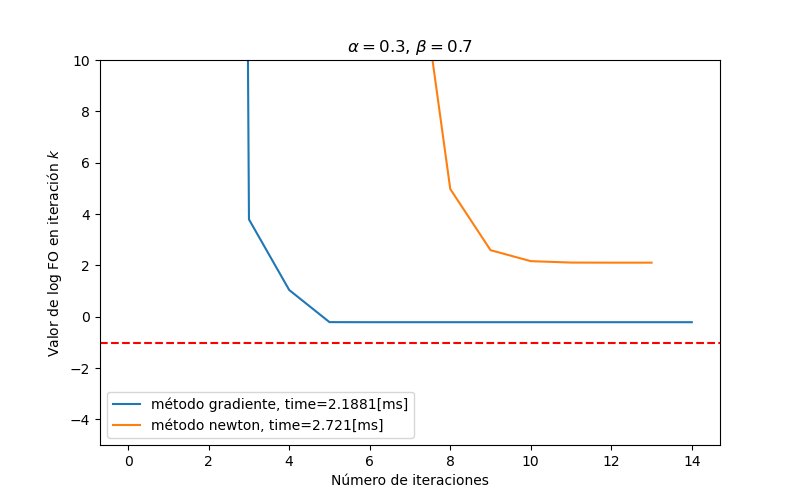 α = 0.3, β = 0.7
Valor de log FO en iteración k
10
8
6
4
2
0
−2
−4
método gradiente, time=2.1881[ms]
método newton, time=2.721[ms]
0 2 4 6 8 10 12 14
Número de iteraciones